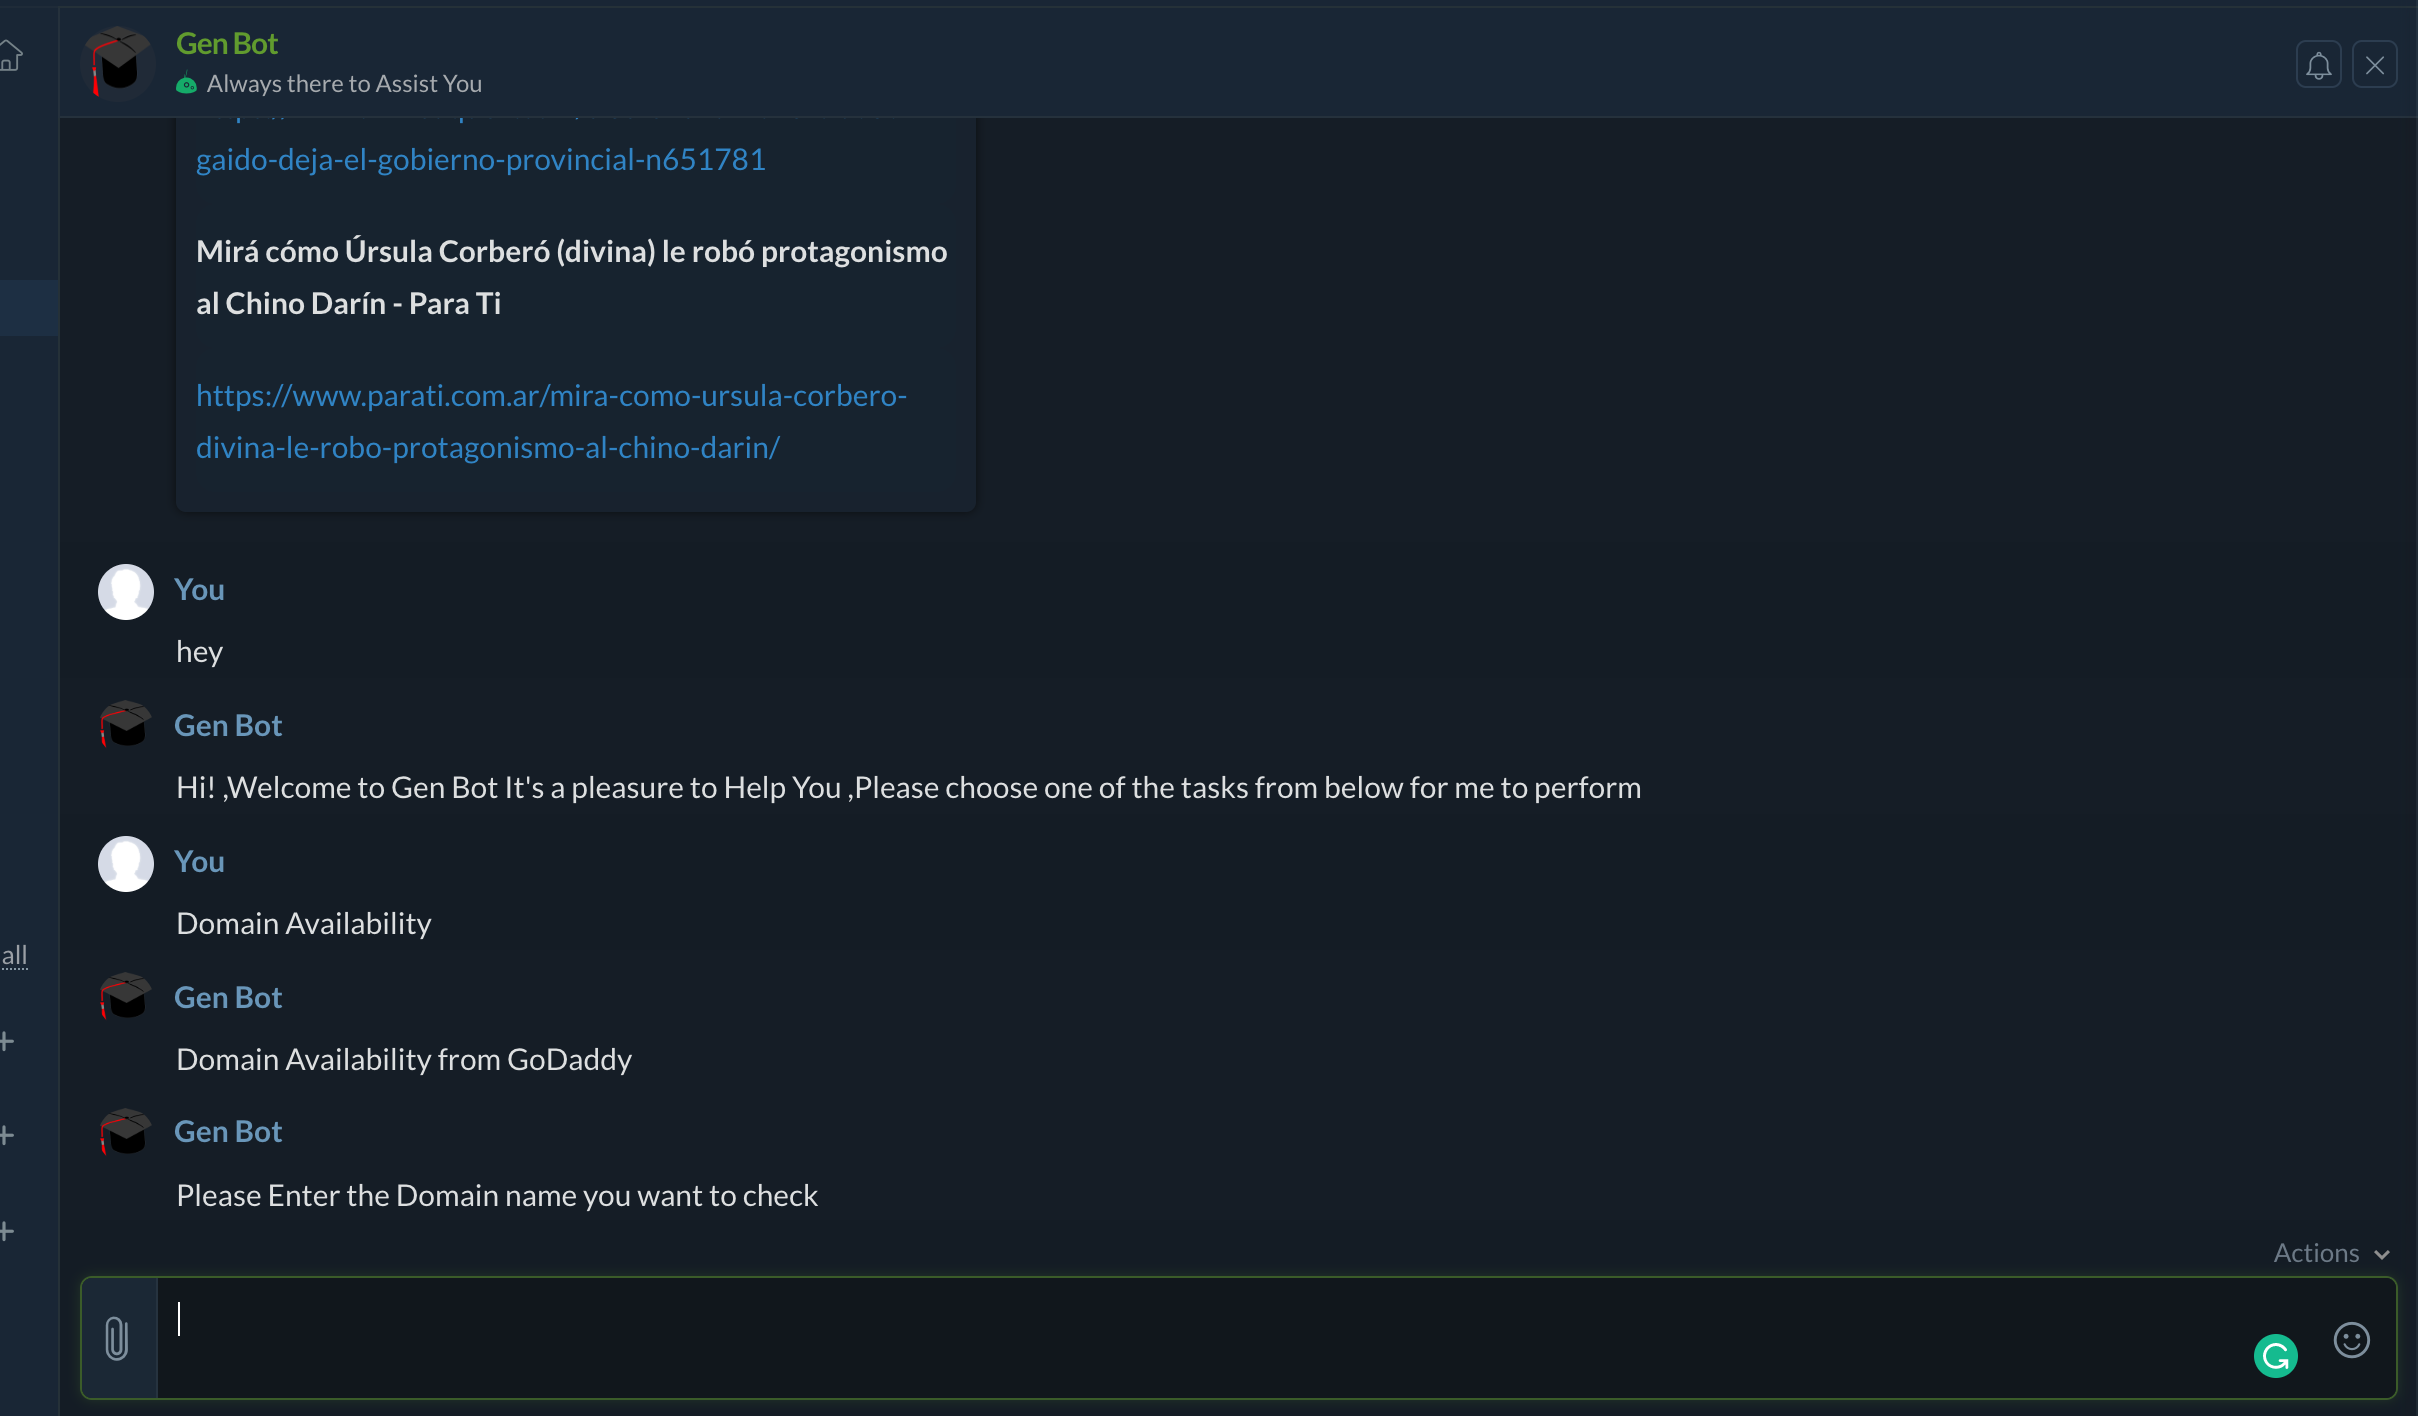 Gen Bot
Always there to Assist You
gaido-deja-el-gobierno-provincial-n651781
Mirá cómo Úrsula Corberó (divina) le robó protagonismo
al Chino Darín - Para Ti
https://www.parati.com.ar/mira-como-ursula-corbero-
divina-le-robo-protagonismo-al-chino-darin/
You
hey
Gen Bot
Hi! ,Welcome to Gen Bot It's a pleasure to Help You ,Please choose one of the tasks from below for me to perform
You
Domain Availability
all
Gen Bot
Domain Availability from GoDaddy
Gen Bot
Please Enter the Domain name you want to check
Actions